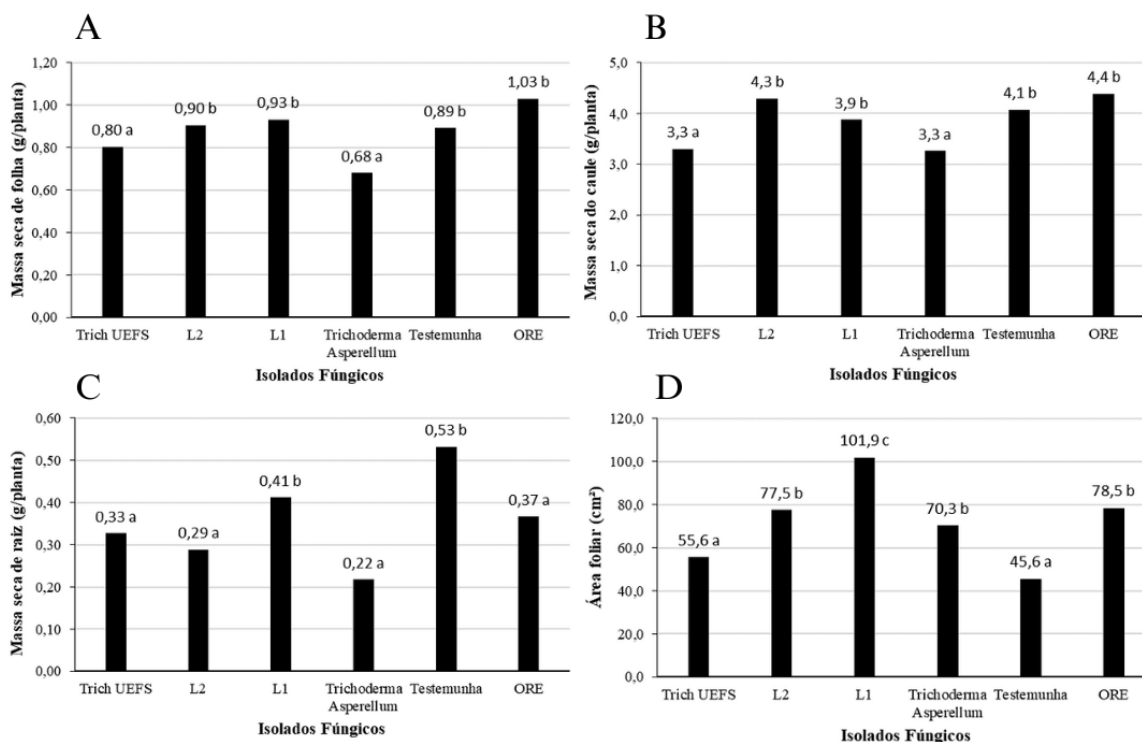 A
Massa seca de folha (g/planta)
1,20
1,00
0,80
0,60
0,40
0,20
0,00
0,80 a
0,90 b
0,93 b
0,68 a
0,89 b
1,03 b
Trich UEFS
L2
L1
Trichoderma
Asperellum
Testemunha
ORE
Isolados Fúngicos
B
Massa seca do caule (g/planta)
5,0
4,0
3,0
2,0
1,0
0,0
3,3 a
4,3 b
3,9 b
3,3 a
4,1 b
4,4 b
Trich UEFS
L2
L1
Trichoderma
Asperellum
Testemunha
ORE
Isolados Fúngicos
C
Massa seca de raiz (g/planta)
0,60
0,50
0,40
0,30
0,20
0,10
0,00
0,33 a
0,29 a
0,41 b
0,22 a
0,53 b
0,37 a
Trich UEFS
L2
L1
Trichoderma
Asperellum
Testemunha
ORE
Isolados Fúngicos
D
Área foliar (cm²)
120,0
100,0
80,0
60,0
40,0
20,0
0,0
55,6 a
77,5 b
101,9 c
70,3 b
45,6 a
78,5 b
Trich UEFS
L2
L1
Trichoderma
Asperellum
Testemunha
ORE
Isolados Fúngicos